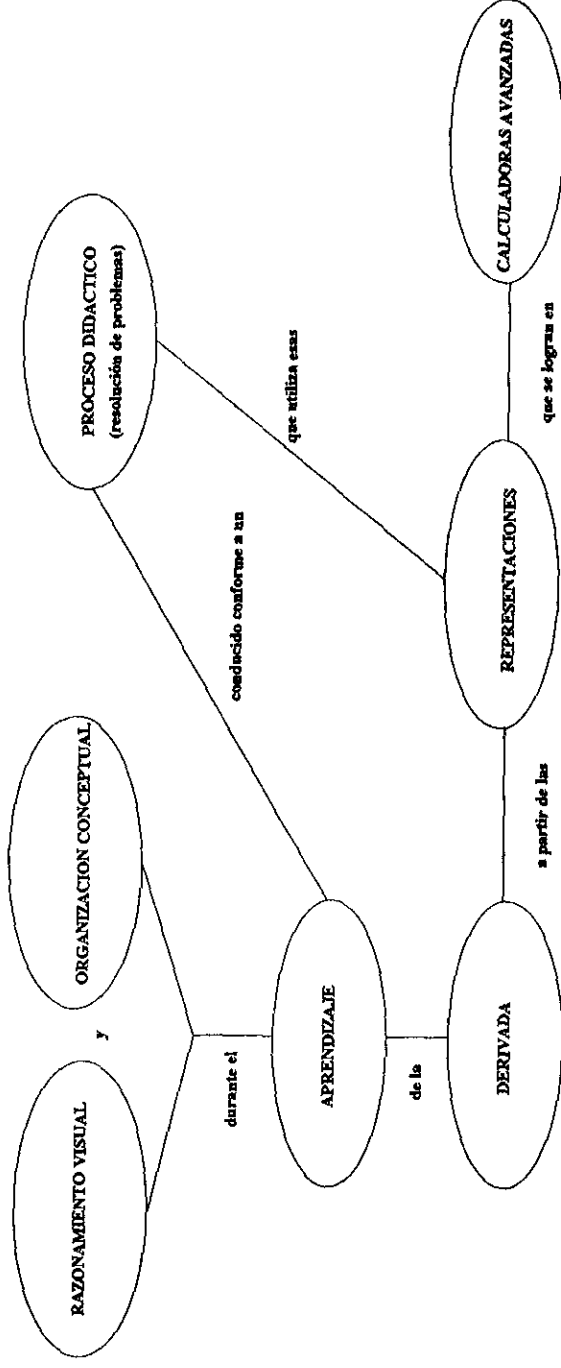 RAZONAMIENTO VISUAL
y
ORGANIZACION CONCEPTUAL
PROCESO DIDACTICO
(resolución de problemas)
durante el
conducido conforme a un
que utiliza esas
APRENDIZAJE
de la
DERIVADA
a partir de las
REPRESENTACIONES
que se logran en
CALCULADORAS AVANZADAS